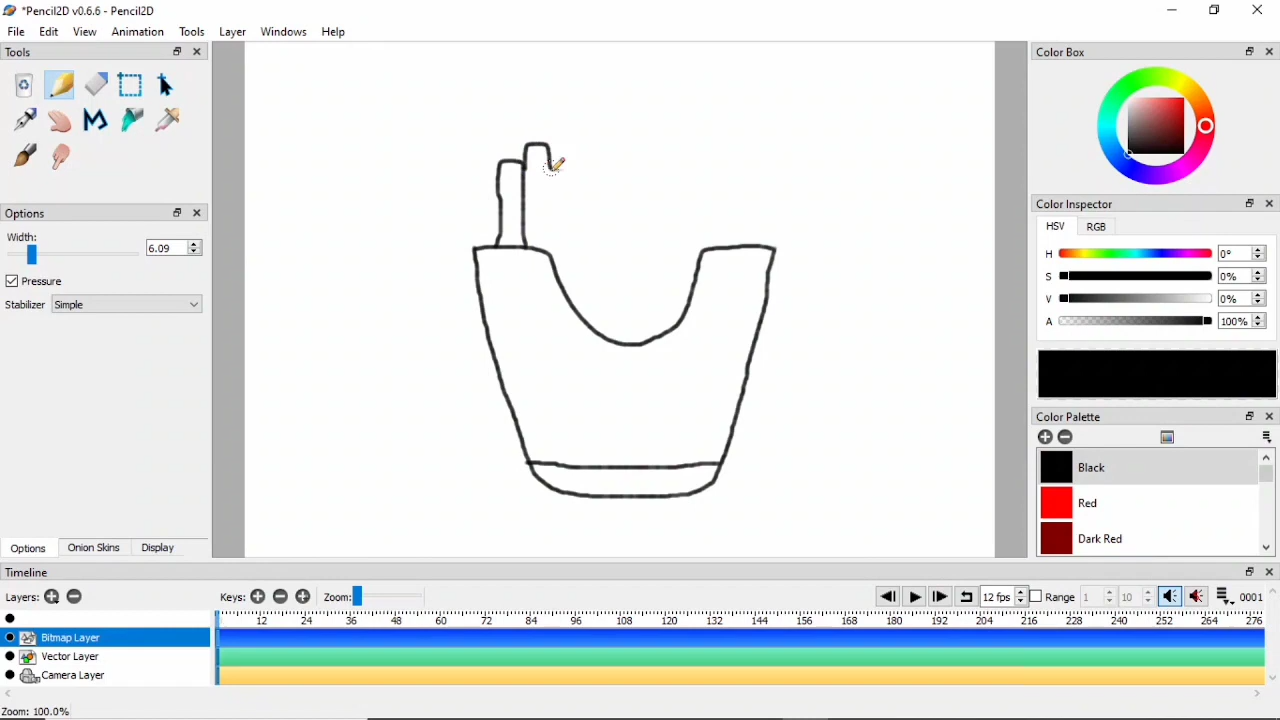 *Pencil2D v0.6.6 - Pencil2D
File Edit View Animation Tools Layer Windows Help
Tools
Color Box
Options
Width:
6.09
Pressure
Stabilizer Simple
Color Inspector
HSV RGB
H 0°
S 0%
V 0%
A 100%
Color Palette
Black
Red
Dark Red
Options Onion Skins Display
Timeline
Layers: Keys: Zoom: 12 fps Range 1 10 0001
12 24 36 48 60 72 84 96 108 120 132 144 156 168 180 192 204 216 228 240 252 264 276
Bitmap Layer
Vector Layer
Camera Layer
Zoom: 100.0%